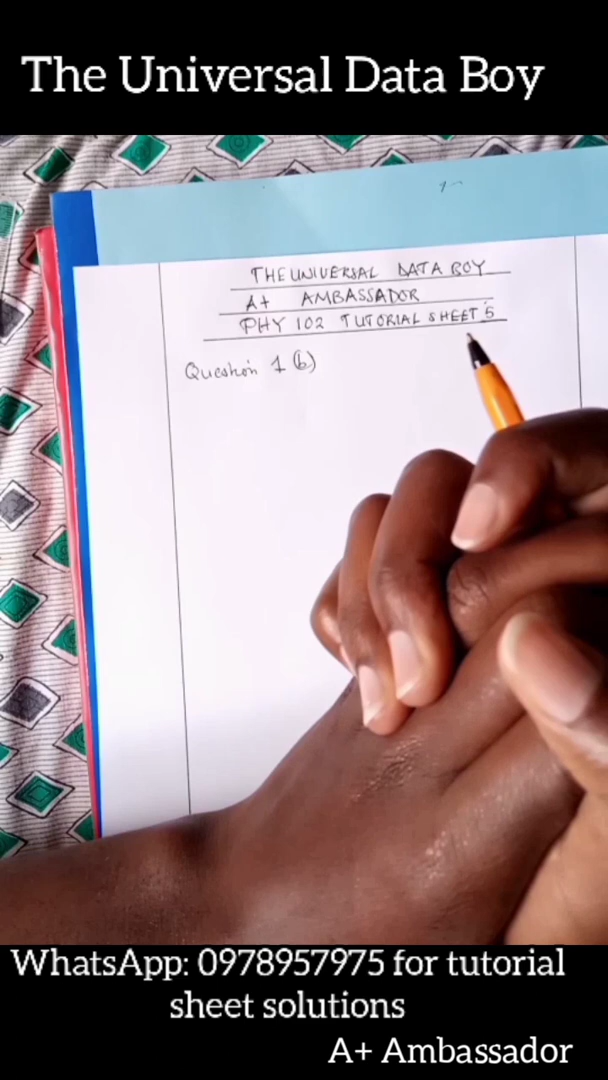 The Universal Data Boy
THE UNIVERSAL DATA BOY
A+ AMBASSADOR
PHY 102 TUTORIAL SHEET 5
Question 1 (b)
WhatsApp: 0978957975 for tutorial
sheet solutions
A+ Ambassador